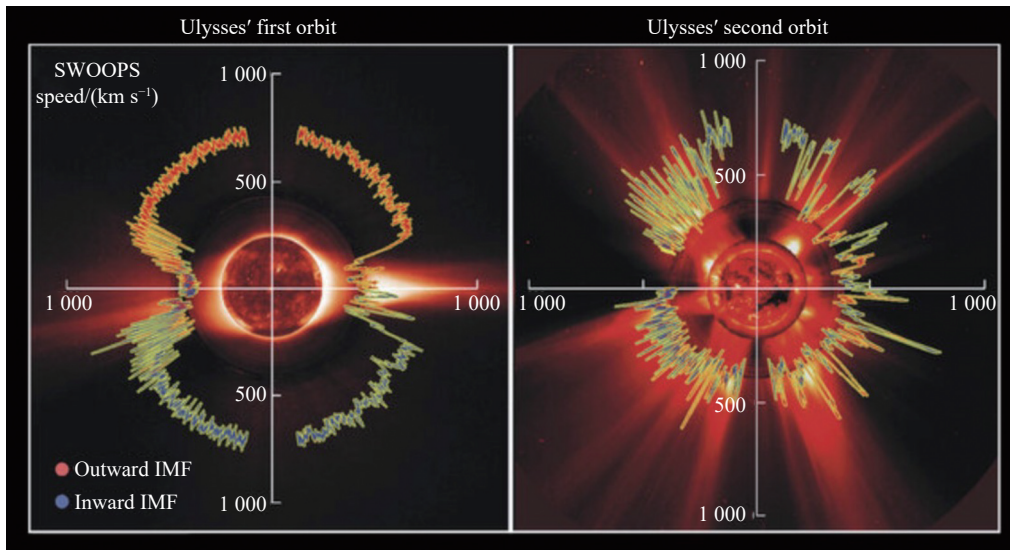 Ulysses′ first orbit
Ulysses′ second orbit
SWOOPS
speed/(km s⁻¹)
1 000
500
1 000
1 000
500
1 000
Outward IMF
Inward IMF
1 000
500
1 000
1 000
500
1 000